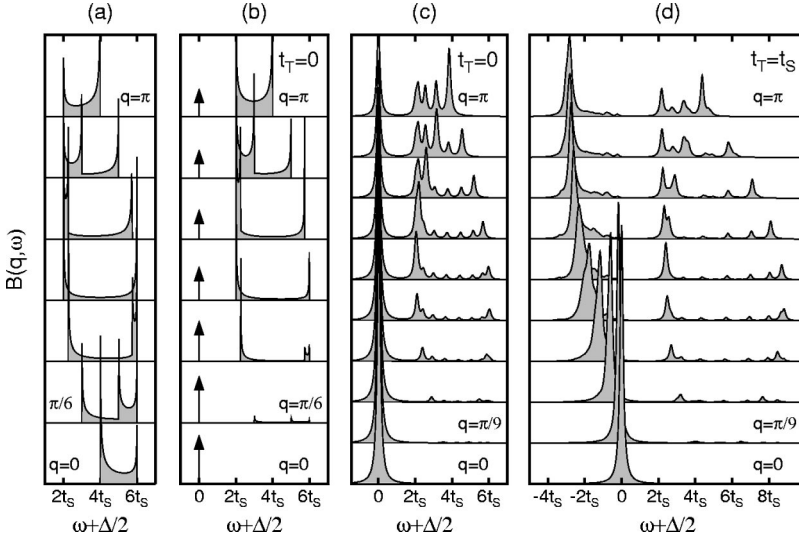 (a) (b) (c) (d)
t_T=0 t_T=0 t_T=t_S
q=π q=π q=π q=π
B(q,ω)
π/6 q=π/6 q=π/9 q=π/9
q=0 q=0 q=0 q=0
2t_S 4t_S 6t_S 0 2t_S 4t_S 6t_S 0 2t_S 4t_S 6t_S -4t_S -2t_S 0 2t_S 4t_S 6t_S 8t_S
ω+Δ/2 ω+Δ/2 ω+Δ/2 ω+Δ/2